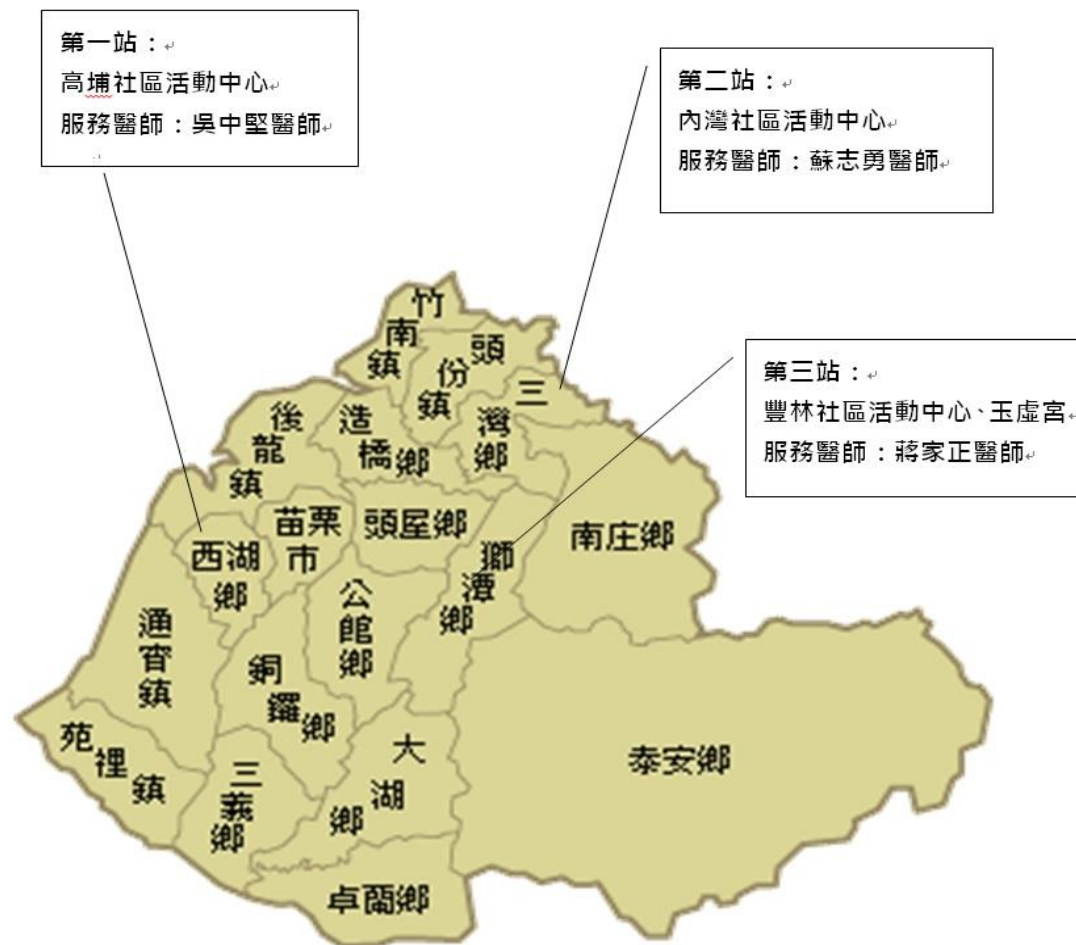 第一站：
高埔社區活動中心
服務醫師：吳中堅醫師
第二站：
內灣社區活動中心
服務醫師：蘇志勇醫師
第三站：
豐林社區活動中心、玉虛宮
服務醫師：蔣家正醫師
竹南鎮
頭份鎮
三灣鄉
後龍鎮
造橋鄉
苗栗市
頭屋鄉
獅潭鄉
南庄鄉
西湖鄉
公館鄉
通宵鎮
銅鑼鄉
苑裡鎮
三義鄉
大湖鄉
泰安鄉
卓蘭鄉